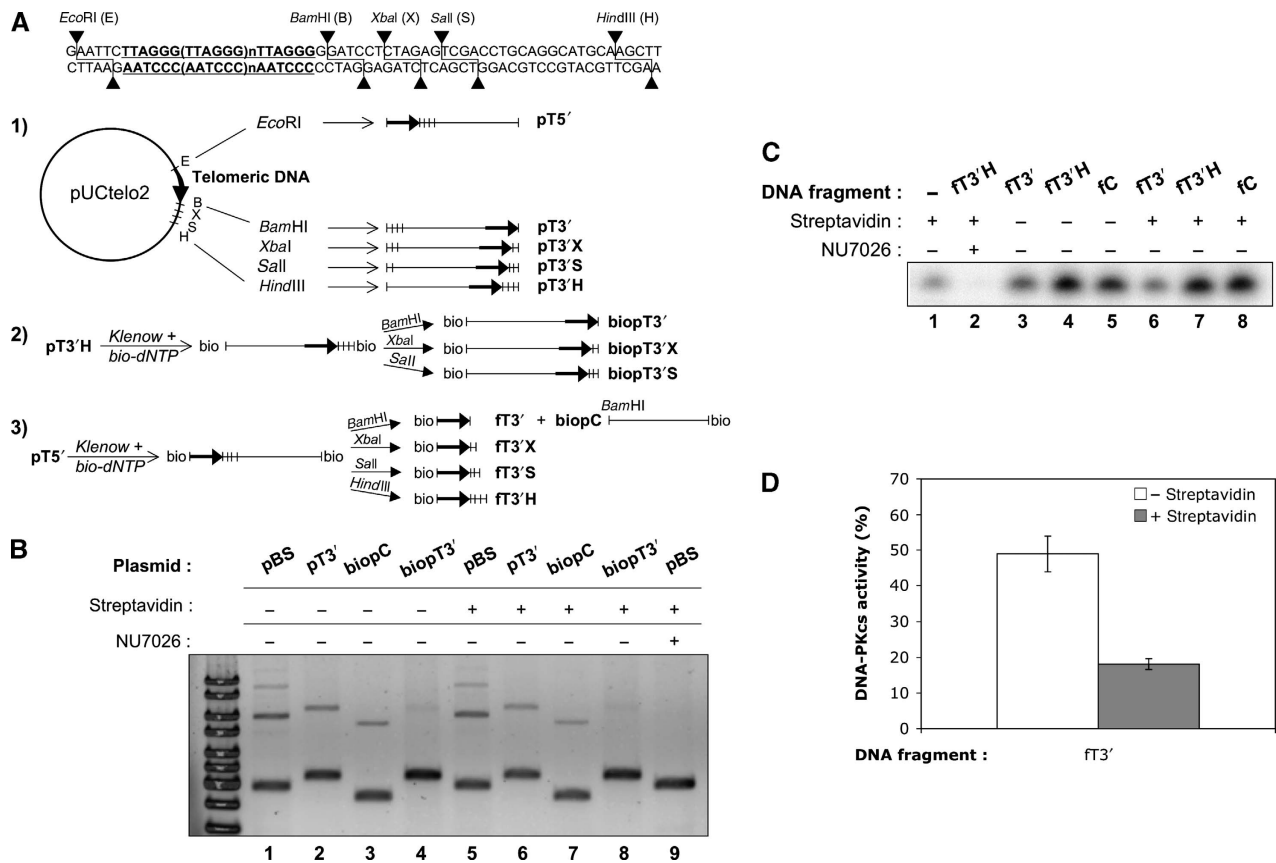 A
EcoRI (E) BamHI (B) XbaI (X) SalI (S) HindIII (H)
GAATTCTTAGGG(TTAGGG)nTTAGGGGGATCCTCTAGAGTCGACCTGCAGGCATGCAAGCTT
CTTAAGAATCCC(AATCCC)nAATCCCCCTAGGAGATCTCAGCTGGACGTCCGTACGTTCGAA
1)
EcoRI pT5′
E
pUCtelo2 Telomeric DNA
B
X
S
H
BamHI pT3′
XbaI pT3′X
SalI pT3′S
HindIII pT3′H
2)
pT3′H Klenow + bio-dNTP bio bio
BamHI bio biopT3′
XbaI bio biopT3′X
SalI bio biopT3′S
3)
pT5′ Klenow + bio-dNTP bio bio
BamHI bio fT3′ + biopC BamHI bio
XbaI bio fT3′X
SalI bio fT3′S
HindIII bio fT3′H
B
Plasmid : pBS pT3′ biopC biopT3′ pBS pT3′ biopC biopT3′ pBS
Streptavidin : – – – – + + + + +
NU7026 : – – – – – – – – +
1 2 3 4 5 6 7 8 9
C
DNA fragment : – fT3′H fT3′ fT3′H fC fT3′ fT3′H fC
Streptavidin : + + – – – + + +
NU7026 : – + – – – – – –
1 2 3 4 5 6 7 8
D
DNA-PKcs activity (%)
70
60
50
40
30
20
10
0
– Streptavidin
+ Streptavidin
DNA fragment : fT3′